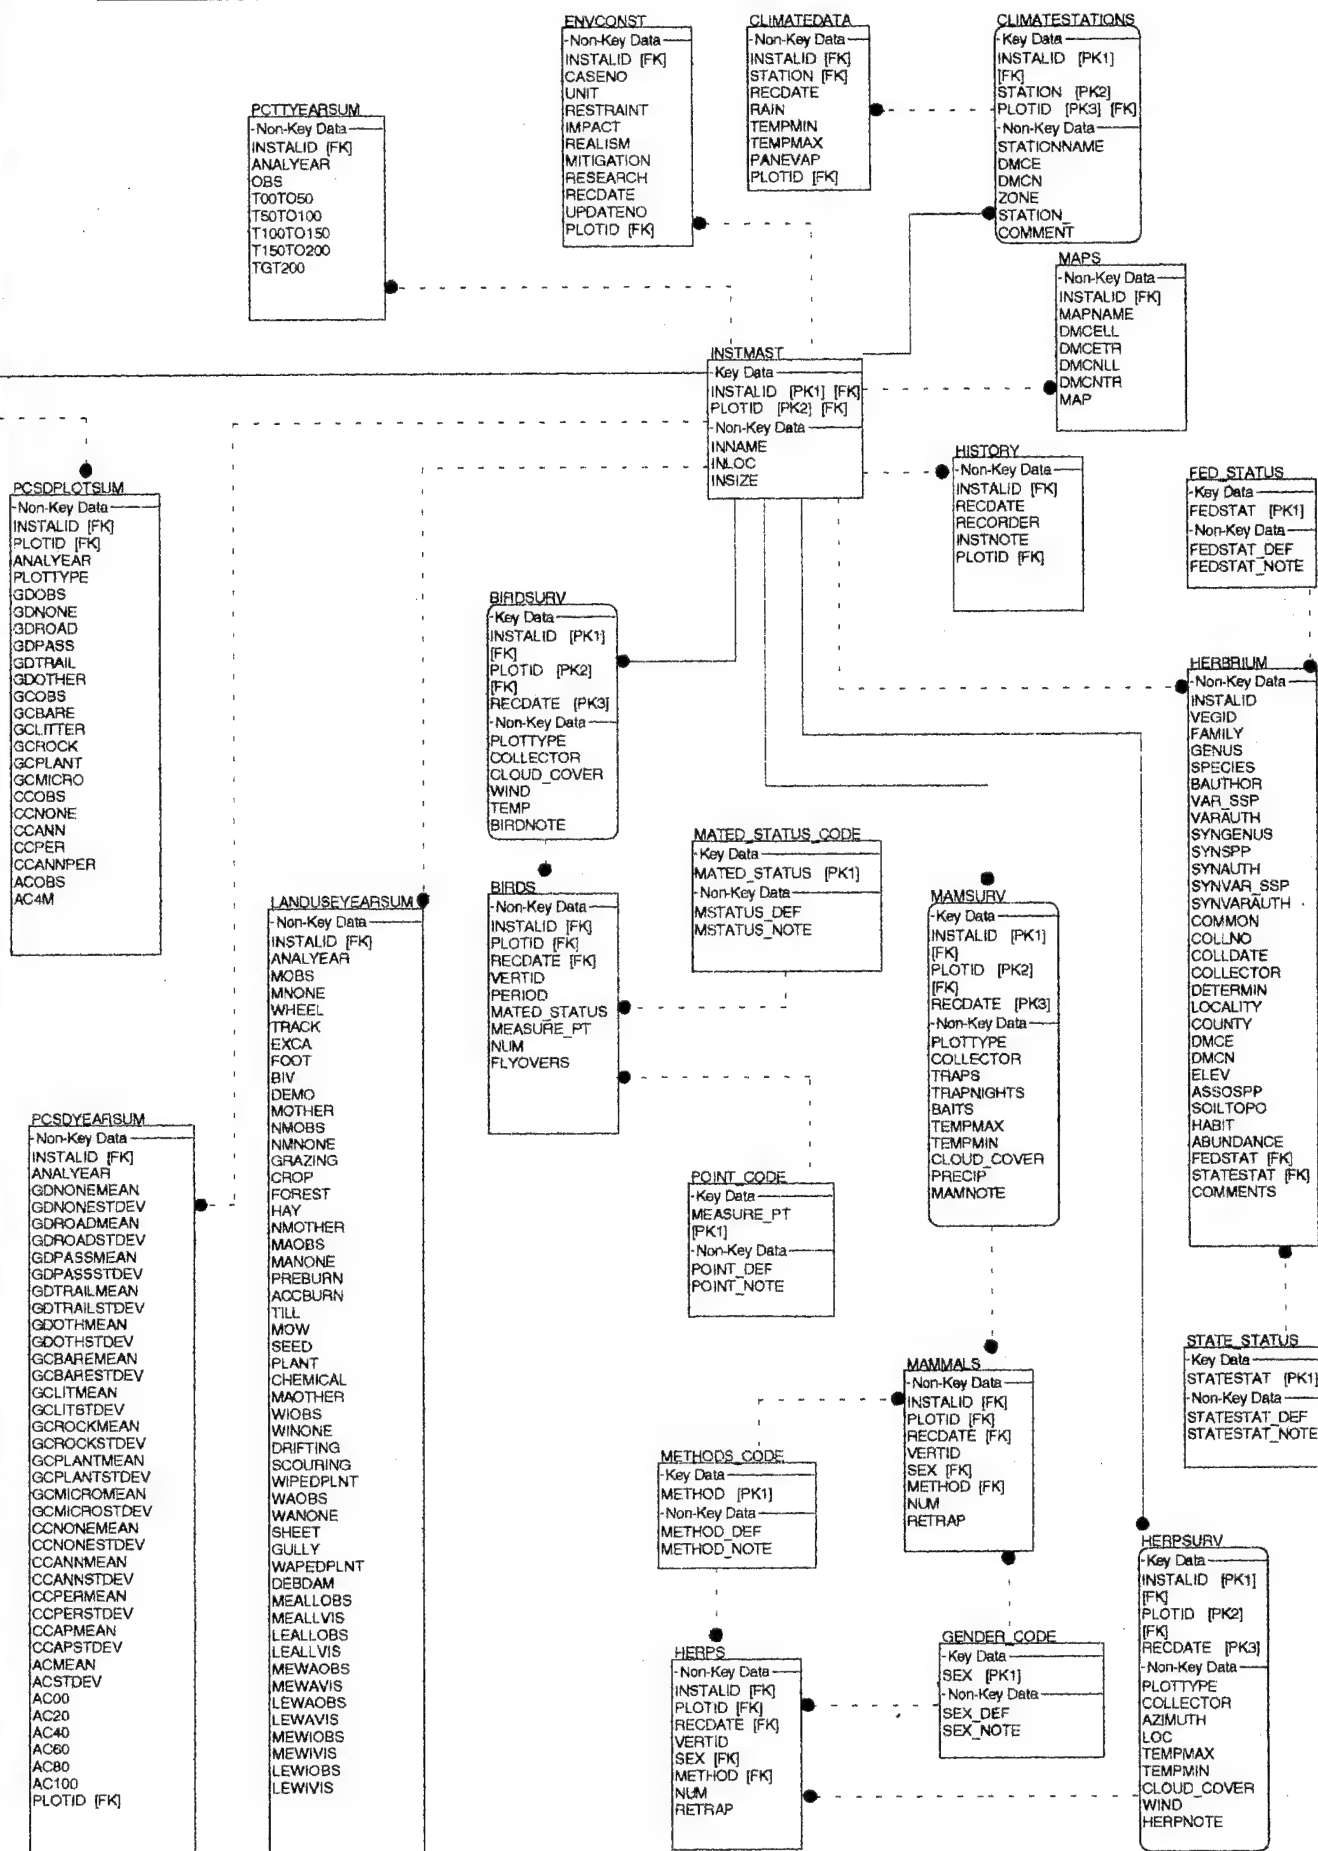 ENVCONST
-Non-Key Data
INSTALID [FK]
CASENO
UNIT
RESTRAINT
IMPACT
REALISM
MITIGATION
RESEARCH
RECDATE
UPDATENO
PLOTID [FK]
CLIMATEDATA
-Non-Key Data
INSTALID [FK]
STATION [FK]
RECDATE
RAIN
TEMPMIN
TEMPMAX
PANEVAP
PLOTID [FK]
CLIMATESTATIONS
-Key Data
INSTALID [PK1]
[FK]
STATION [PK2]
PLOTID [PK3] [FK]
-Non-Key Data
STATIONNAME
DMCE
DMCN
ZONE
STATION_
COMMENT
PCTTYEARSUM
-Non-Key Data
INSTALID [FK]
ANALYEAR
OBS
T00TO50
T50TO100
T100TO150
T150TO200
TGT200
MAPS
-Non-Key Data
INSTALID [FK]
MAPNAME
DMCELL
DMCETR
DMCNLL
DMCNTR
MAP
INSTMAST
-Key Data
INSTALID [PK1] [FK]
PLOTID [PK2] [FK]
-Non-Key Data
INNAME
INLOC
INSIZE
HISTORY
-Non-Key Data
INSTALID [FK]
RECDATE
RECORDER
INSTNOTE
PLOTID [FK]
FED_STATUS
-Key Data
FEDSTAT [PK1]
-Non-Key Data
FEDSTAT_DEF
FEDSTAT_NOTE
PCSDPLOTSUM
-Non-Key Data
INSTALID [FK]
PLOTID [FK]
ANALYEAR
PLOTTYPE
GDOBS
GDNONE
GDROAD
GDPASS
GDTRAIL
GDOTHER
GCOBS
GCBARE
GCLITTER
GCROCK
GCPLANT
GCMICRO
CCOBS
CCNONE
CCANN
CCPER
CCANNPER
ACOBS
AC4M
BIRDSURV
-Key Data
INSTALID [PK1]
[FK]
PLOTID [PK2]
[FK]
RECDATE [PK3]
-Non-Key Data
PLOTTYPE
COLLECTOR
CLOUD_COVER
WIND
TEMP
BIRDNOTE
HERBRIUM
-Non-Key Data
INSTALID
VEGID
FAMILY
GENUS
SPECIES
BAUTHOR
VAR_SSP
VARAUTH
SYNGENUS
SYNSPP
SYNAUTH
SYNVAR_SSP
SYNVARAUTH
COMMON
COLLNO
COLLDATE
COLLECTOR
DETERMIN
LOCALITY
COUNTY
DMCE
DMCN
ELEV
ASSOSPP
SOILTOPO
HABIT
ABUNDANCE
FEDSTAT [FK]
STATESTAT [FK]
COMMENTS
MATED_STATUS_CODE
-Key Data
MATED_STATUS [PK1]
-Non-Key Data
MSTATUS_DEF
MSTATUS_NOTE
BIRDS
-Non-Key Data
INSTALID [FK]
PLOTID [FK]
RECDATE [FK]
VERTID
PERIOD
MATED_STATUS
MEASURE_PT
NUM
FLYOVERS
MAMSURV
-Key Data
INSTALID [PK1]
[FK]
PLOTID [PK2]
[FK]
RECDATE [PK3]
-Non-Key Data
PLOTTYPE
COLLECTOR
TRAPS
TRAPNIGHTS
BAITS
TEMPMAX
TEMPMIN
CLOUD_COVER
PRECIP
MAMNOTE
LANDUSEYEARSUM
-Non-Key Data
INSTALID [FK]
ANALYEAR
MOBS
MNONE
WHEEL
TRACK
EXCA
FOOT
BIV
DEMO
MOTHER
NMOBS
NMNONE
GRAZING
CROP
FOREST
HAY
NMOTHER
MAOBS
MANONE
PREBURN
ACCBURN
TILL
MOW
SEED
PLANT
CHEMICAL
MAOTHER
WIOBS
WINONE
DRIFTING
SCOURING
WIPEDPLNT
WAOBS
WANONE
SHEET
GULLY
WAPEDPLNT
DEBDAM
MEALLOBS
MEALLVIS
LEALLOBS
LEALLVIS
MEWAOBS
MEWAVIS
LEWAOBS
LEWAVIS
MEWIOBS
MEWIVIS
LEWIOBS
LEWIVIS
PCSDYEARSUM
-Non-Key Data
INSTALID [FK]
ANALYEAR
GDNONEMEAN
GDNONESTDEV
GDROADMEAN
GDROADSTDEV
GDPASSMEAN
GDPASSSTDEV
GDTRAILMEAN
GDTRAILSTDEV
GDOTHMEAN
GDOTHSTDEV
GCBAREMEAN
GCBARESTDEV
GCLITMEAN
GCLITSTDEV
GCROCKMEAN
GCROCKSTDEV
GCPLANTMEAN
GCPLANTSTDEV
GCMICROMEAN
GCMICROSTDEV
CCNONEMEAN
CCNONESTDEV
CCANNMEAN
CCANNSTDEV
CCPERMEAN
CCPERSTDEV
CCAPMEAN
CCAPSTDEV
ACMEAN
ACSTDEV
AC00
AC20
AC40
AC60
AC80
AC100
PLOTID [FK]
POINT_CODE
-Key Data
MEASURE_PT
[PK1]
-Non-Key Data
POINT_DEF
POINT_NOTE
STATE_STATUS
-Key Data
STATESTAT [PK1]
-Non-Key Data
STATESTAT_DEF
STATESTAT_NOTE
MAMMALS
-Non-Key Data
INSTALID [FK]
PLOTID [FK]
RECDATE [FK]
VERTID
SEX [FK]
METHOD [FK]
NUM
RETRAP
METHODS_CODE
-Key Data
METHOD [PK1]
-Non-Key Data
METHOD_DEF
METHOD_NOTE
HERPSURV
-Key Data
INSTALID [PK1]
[FK]
PLOTID [PK2]
[FK]
RECDATE [PK3]
-Non-Key Data
PLOTTYPE
COLLECTOR
AZIMUTH
LOC
TEMPMAX
TEMPMIN
CLOUD_COVER
WIND
HERPNOTE
GENDER_CODE
-Key Data
SEX [PK1]
-Non-Key Data
SEX_DEF
SEX_NOTE
HERPS
-Non-Key Data
INSTALID [FK]
PLOTID [FK]
RECDATE [FK]
VERTID
SEX [FK]
METHOD [FK]
NUM
RETRAP